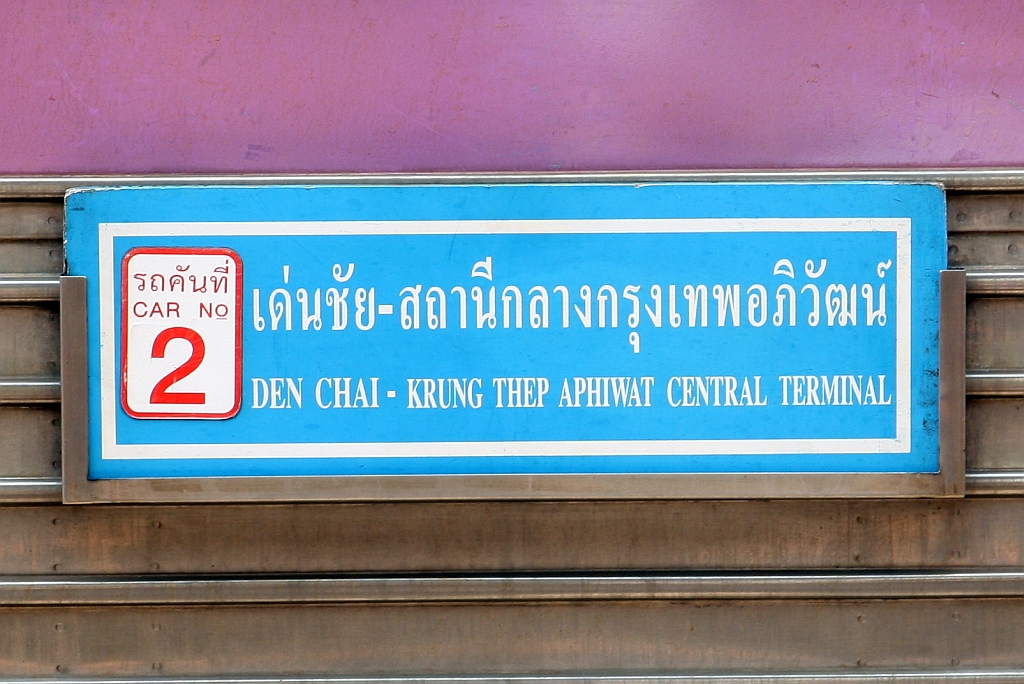 รถคันที่
CAR NO
2
เด่นชัย-สถานีกลางกรุงเทพอภิวัฒน์
DEN CHAI - KRUNG THEP APHIWAT CENTRAL TERMINAL